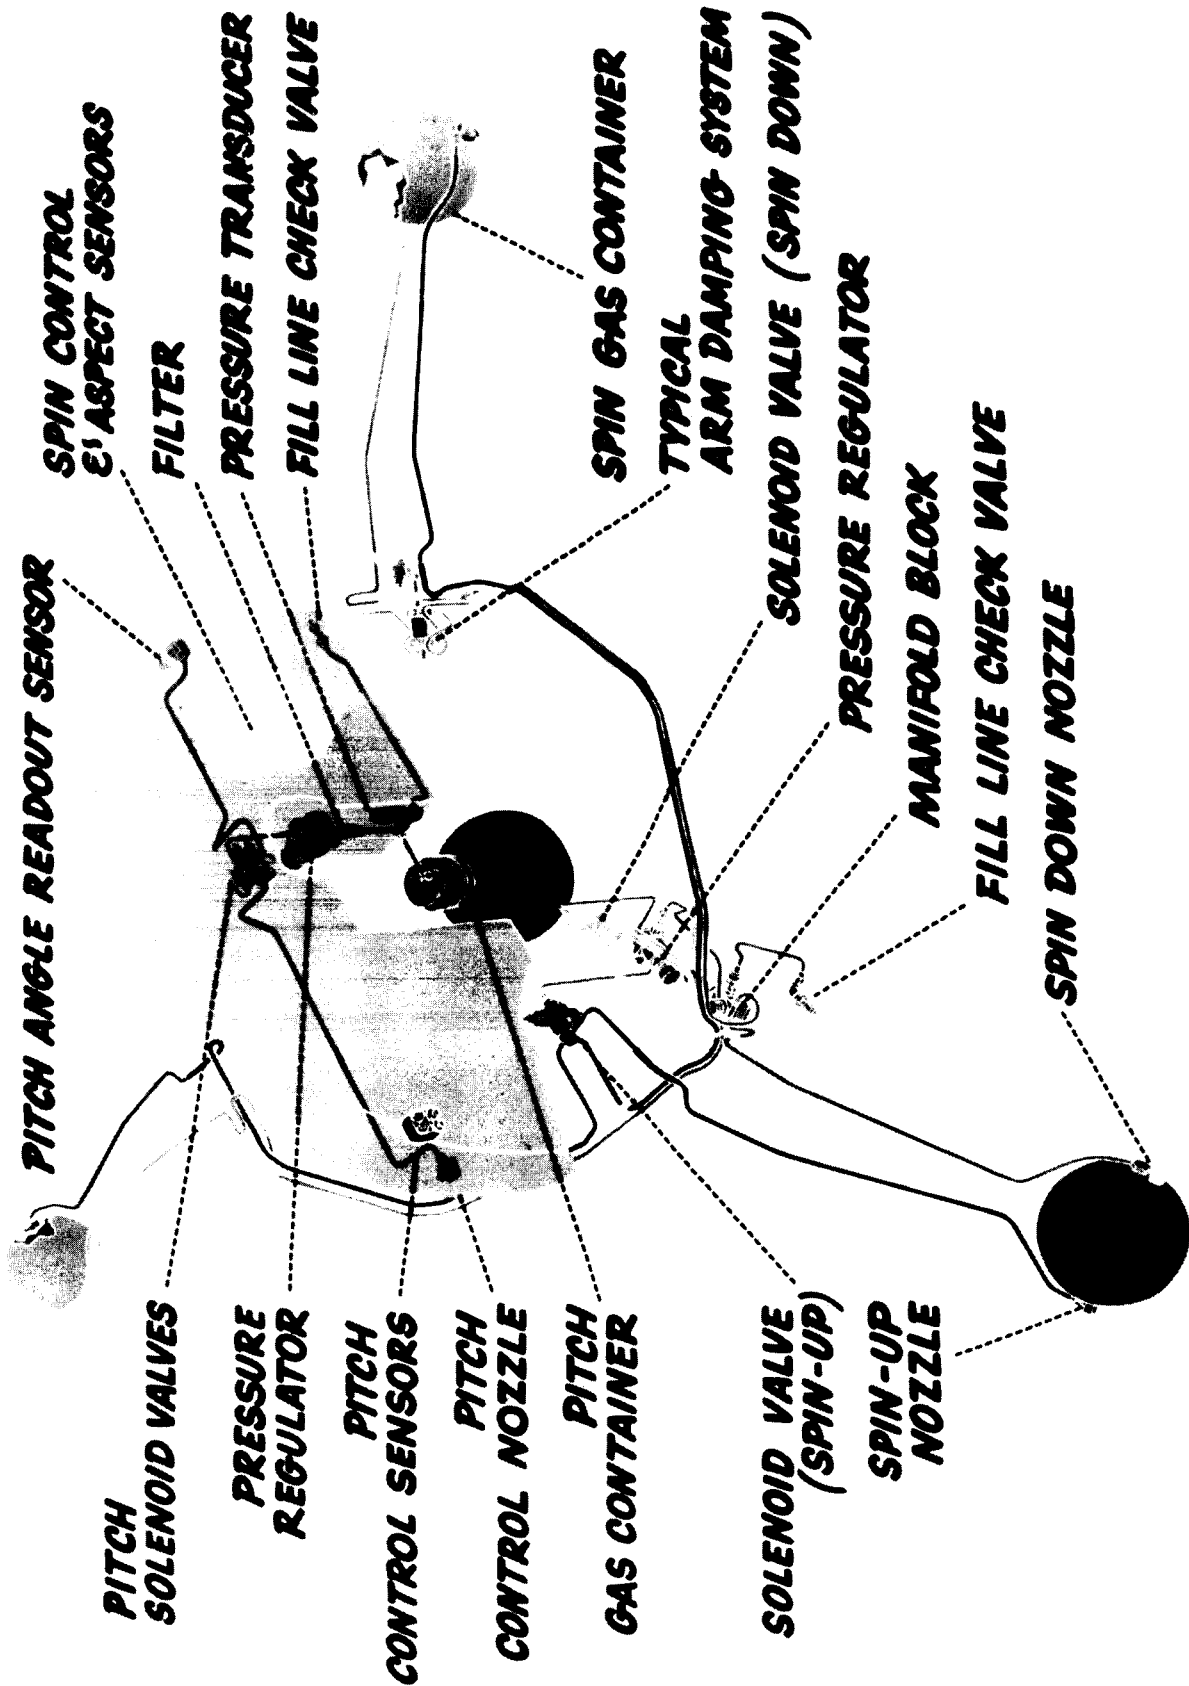 PITCH ANGLE READOUT SENSOR
SPIN CONTROL
& ASPECT SENSORS
FILTER
PRESSURE TRANSDUCER
FILL LINE CHECK VALVE
SPIN GAS CONTAINER
TYPICAL
ARM DAMPING SYSTEM
SOLENOID VALVE (SPIN DOWN)
PRESSURE REGULATOR
MANIFOLD BLOCK
FILL LINE CHECK VALVE
SPIN DOWN NOZZLE
PITCH
SOLENOID VALVES
PRESSURE
REGULATOR
PITCH
CONTROL SENSORS
PITCH
CONTROL NOZZLE
PITCH
GAS CONTAINER
SOLENOID VALVE
(SPIN-UP)
SPIN-UP
NOZZLE